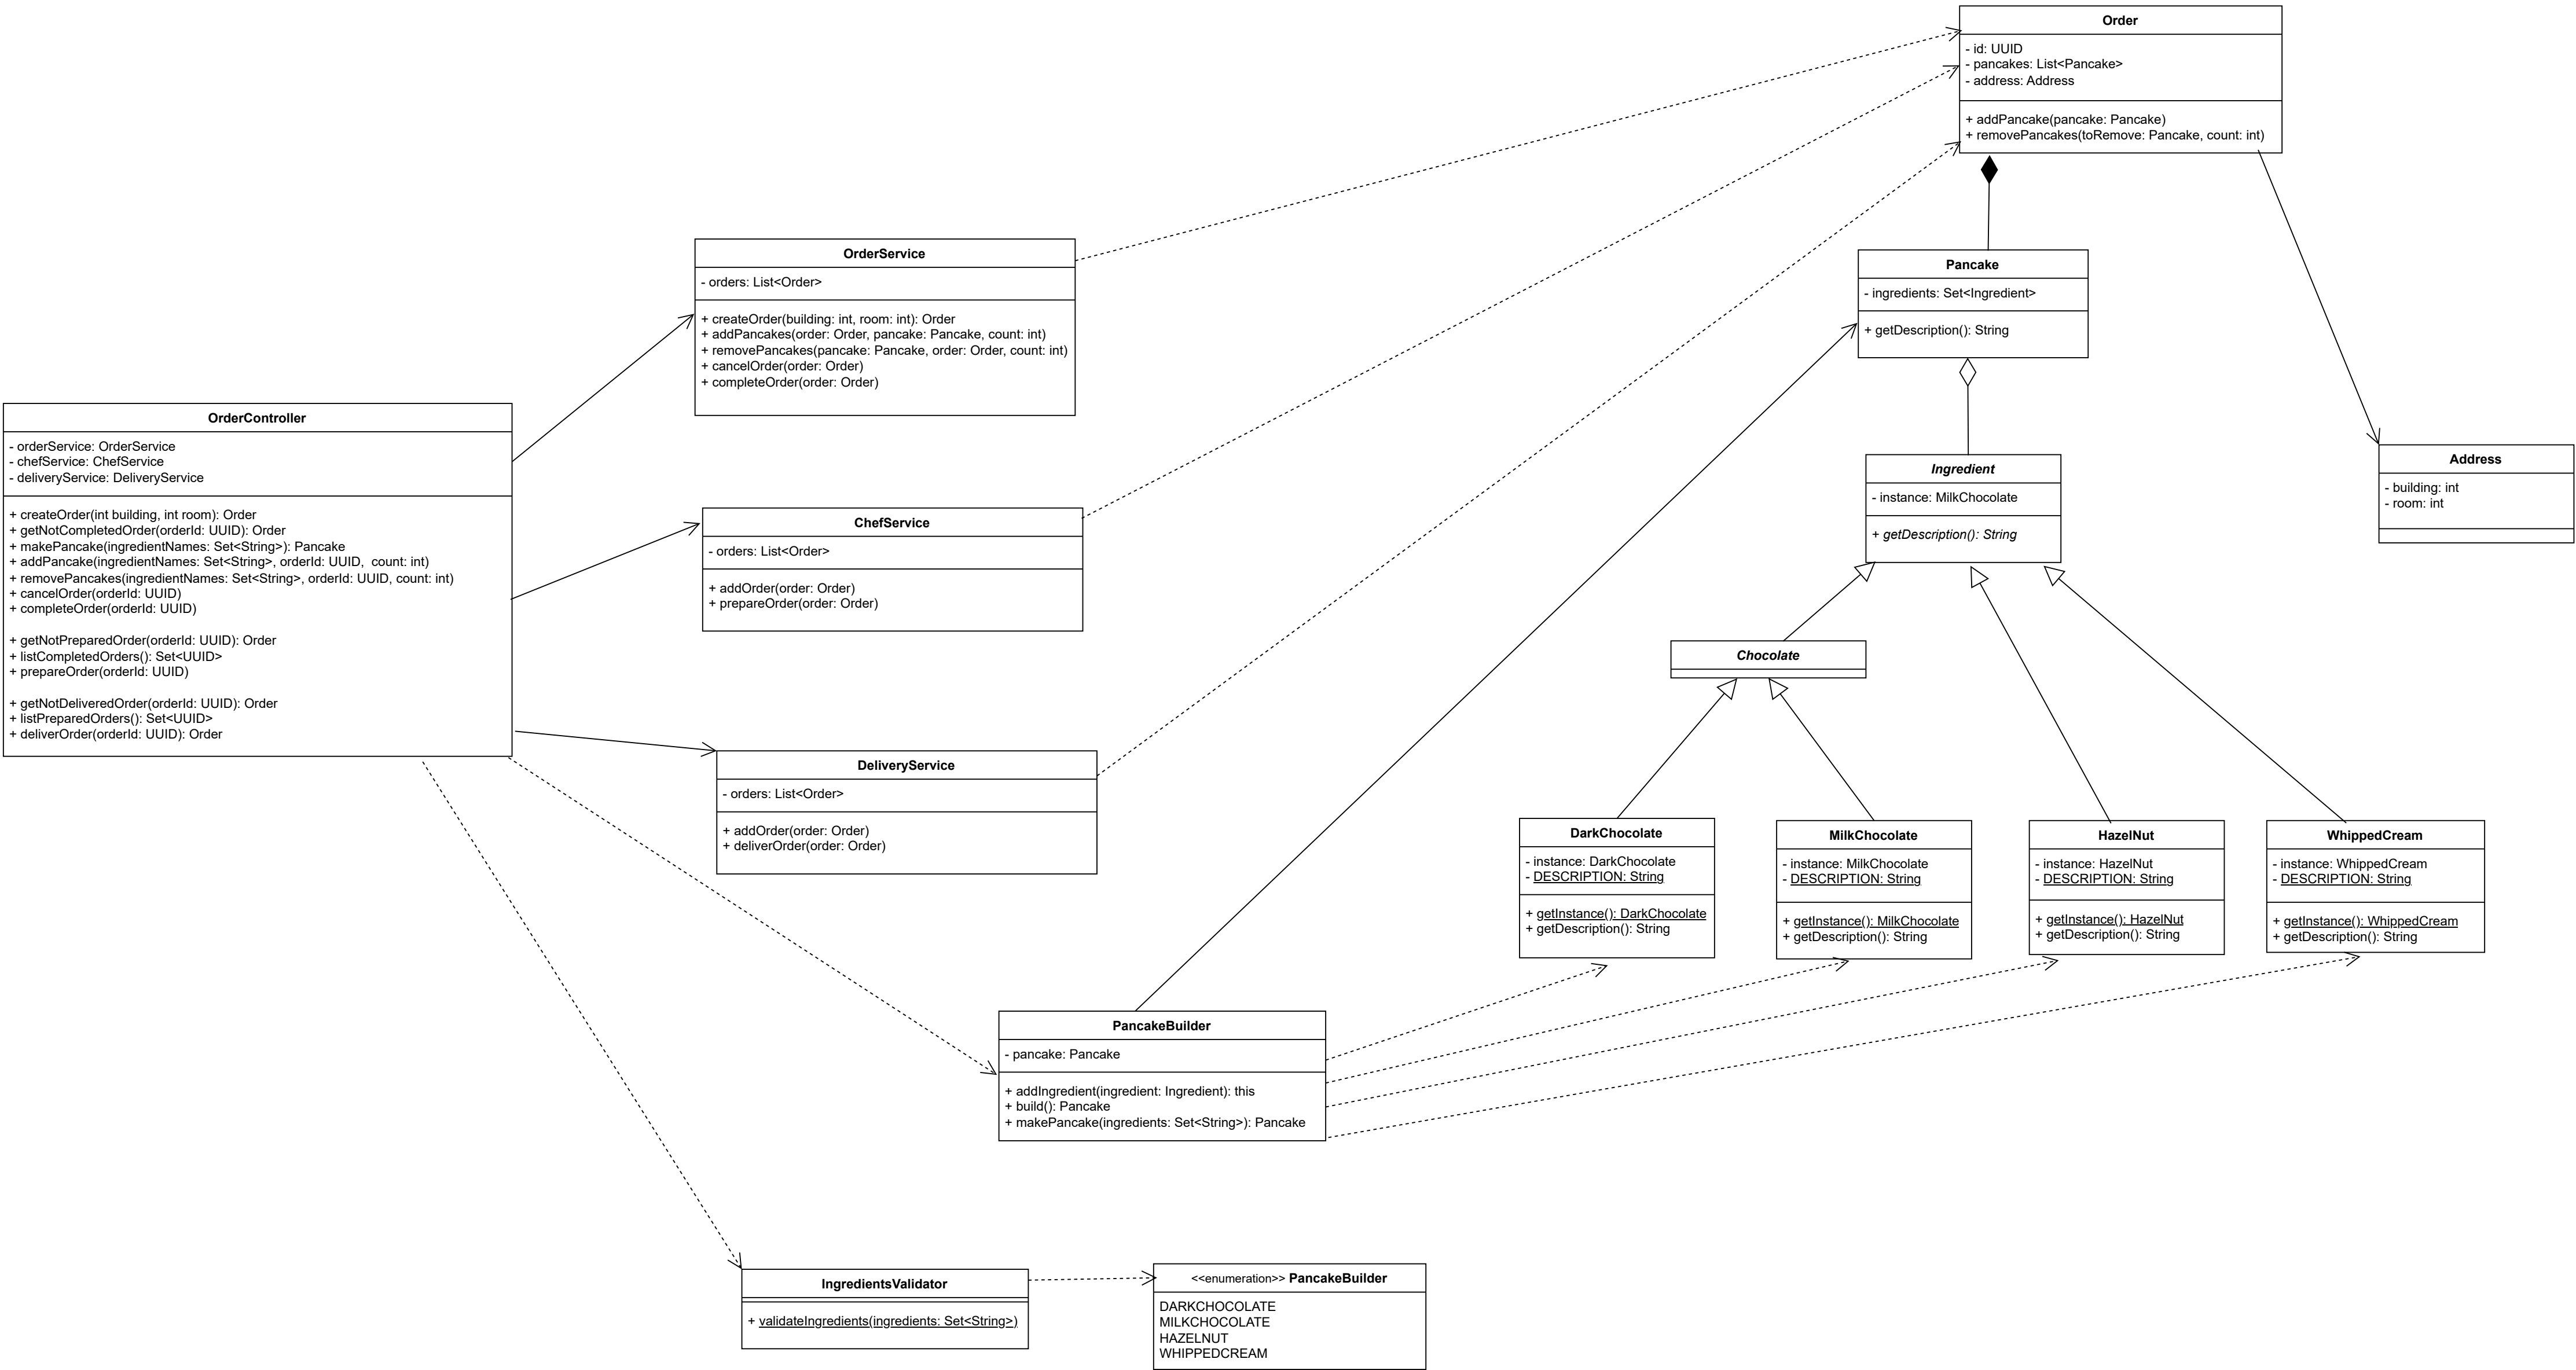 Order
- id: UUID
- pancakes: List<Pancake>
- address: Address
+ addPancake(pancake: Pancake)
+ removePancakes(toRemove: Pancake, count: int)
OrderService
- orders: List<Order>
+ createOrder(building: int, room: int): Order
+ addPancakes(order: Order, pancake: Pancake, count: int)
+ removePancakes(pancake: Pancake, order: Order, count: int)
+ cancelOrder(order: Order)
+ completeOrder(order: Order)
Pancake
- ingredients: Set<Ingredient>
+ getDescription(): String
OrderController
- orderService: OrderService
- chefService: ChefService
- deliveryService: DeliveryService
+ createOrder(int building, int room): Order
+ getNotCompletedOrder(orderId: UUID): Order
+ makePancake(ingredientNames: Set<String>): Pancake
+ addPancake(ingredientNames: Set<String>, orderId: UUID,  count: int)
+ removePancakes(ingredientNames: Set<String>, orderId: UUID, count: int)
+ cancelOrder(orderId: UUID)
+ completeOrder(orderId: UUID)
+ getNotPreparedOrder(orderId: UUID): Order
+ listCompletedOrders(): Set<UUID>
+ prepareOrder(orderId: UUID)
+ getNotDeliveredOrder(orderId: UUID): Order
+ listPreparedOrders(): Set<UUID>
+ deliverOrder(orderId: UUID): Order
ChefService
- orders: List<Order>
+ addOrder(order: Order)
+ prepareOrder(order: Order)
Ingredient
- instance: MilkChocolate
+ getDescription(): String
Address
- building: int
- room: int
Chocolate
DeliveryService
- orders: List<Order>
+ addOrder(order: Order)
+ deliverOrder(order: Order)
DarkChocolate
- instance: DarkChocolate
- DESCRIPTION: String
+ getInstance(): DarkChocolate
+ getDescription(): String
MilkChocolate
- instance: MilkChocolate
- DESCRIPTION: String
+ getInstance(): MilkChocolate
+ getDescription(): String
HazelNut
- instance: HazelNut
- DESCRIPTION: String
+ getInstance(): HazelNut
+ getDescription(): String
WhippedCream
- instance: WhippedCream
- DESCRIPTION: String
+ getInstance(): WhippedCream
+ getDescription(): String
PancakeBuilder
- pancake: Pancake
+ addIngredient(ingredient: Ingredient): this
+ build(): Pancake
+ makePancake(ingredients: Set<String>): Pancake
IngredientsValidator
+ validateIngredients(ingredients: Set<String>)
<<enumeration>> PancakeBuilder
DARKCHOCOLATE
MILKCHOCOLATE
HAZELNUT
WHIPPEDCREAM